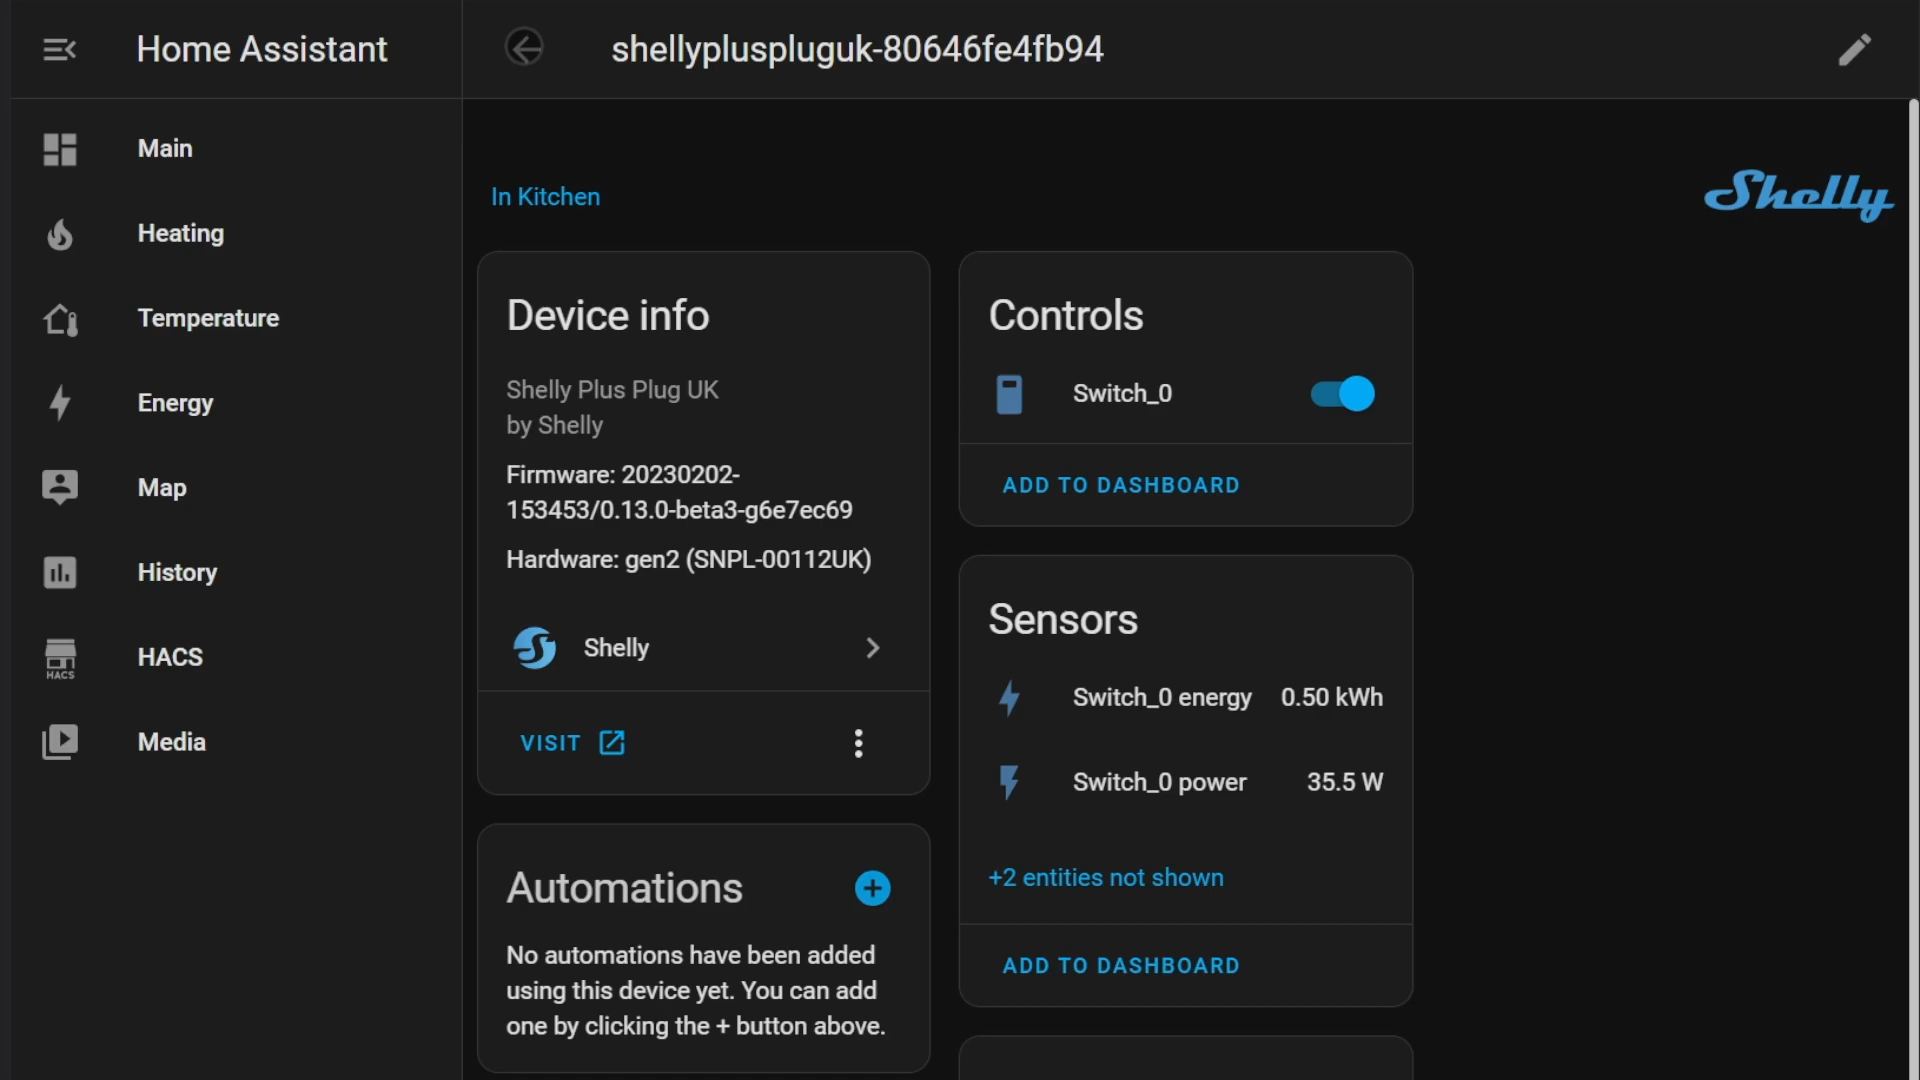 Home Assistant
shellypluspluguk-80646fe4fb94
Main
Heating
Temperature
Energy
Map
History
HACS
HACS
Media
In Kitchen
Shelly
Device info
Shelly Plus Plug UK
by Shelly
Firmware: 20230202-
153453/0.13.0-beta3-g6e7ec69
Hardware: gen2 (SNPL-00112UK)
Shelly
VISIT
Automations
No automations have been added
using this device yet. You can add
one by clicking the + button above.
Controls
Switch_0
ADD TO DASHBOARD
Sensors
Switch_0 energy 0.50 kWh
Switch_0 power 35.5 W
+2 entities not shown
ADD TO DASHBOARD